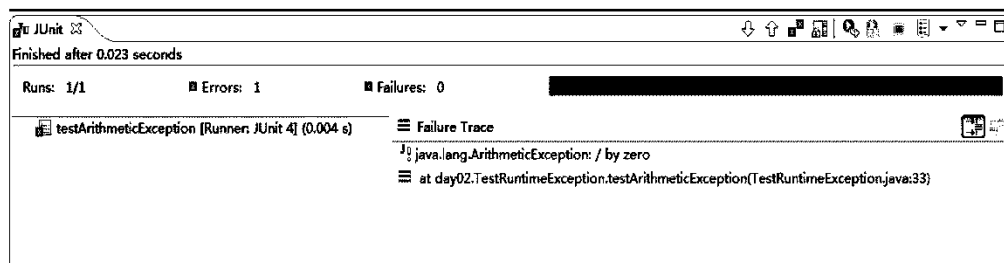 JUnit
Finished after 0.023 seconds
Runs: 1/1 Errors: 1 Failures: 0
testArithmeticException [Runner: JUnit 4] (0.004 s)
Failure Trace
java.lang.ArithmeticException: / by zero
at day02.TestRuntimeException.testArithmeticException(TestRuntimeException.java:33)